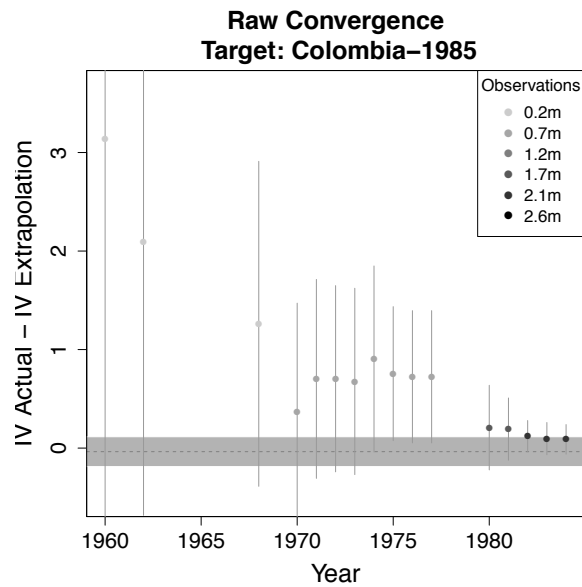 Raw Convergence
Target: Colombia−1985
Observations
0.2m
0.7m
1.2m
1.7m
2.1m
2.6m
IV Actual − IV Extrapolation
3
2
1
0
1960 1965 1970 1975 1980
Year